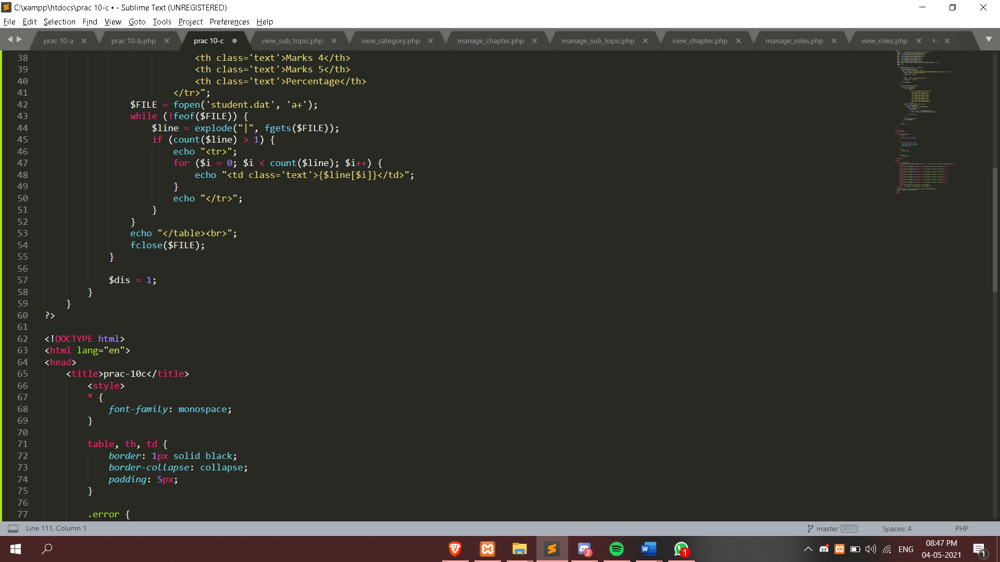 C:\xampp\htdocs\prac 10-c • - Sublime Text (UNREGISTERED)
File Edit Selection Find View Goto Tools Project Preferences Help
prac 10-a prac 10-b.php prac 10-c view_sub_topic.php view_category.php manage_chapter.php manage_sub_topic.php view_chapter.php manage_roles.php view_roles.php
38 <th class='text'>Marks 4</th>
39 <th class='text'>Marks 5</th>
40 <th class='text'>Percentage</th>
41 </tr>";
42 $FILE = fopen('student.dat', 'a+');
43 while (!feof($FILE)) {
44 $line = explode("|", fgets($FILE));
45 if (count($line) > 1) {
46 echo "<tr>";
47 for ($i = 0; $i < count($line); $i++) {
48 echo "<td class='text'>{$line[$i]}</td>";
49 }
50 echo "</tr>";
51 }
52 }
53 echo "</table><br>";
54 fclose($FILE);
55 }
56
57 $dis = 1;
58 }
59 }
60 ?>
61
62 <!DOCTYPE html>
63 <html lang="en">
64 <head>
65 <title>prac-10c</title>
66 <style>
67 * {
68 font-family: monospace;
69 }
70
71 table, th, td {
72 border: 1px solid black;
73 border-collapse: collapse;
74 padding: 5px;
75 }
76
77 .error {
Line 111, Column 1 master 3017 Spaces: 4 PHP
2 W 1 ENG 08:47 PM 1
04-05-2021